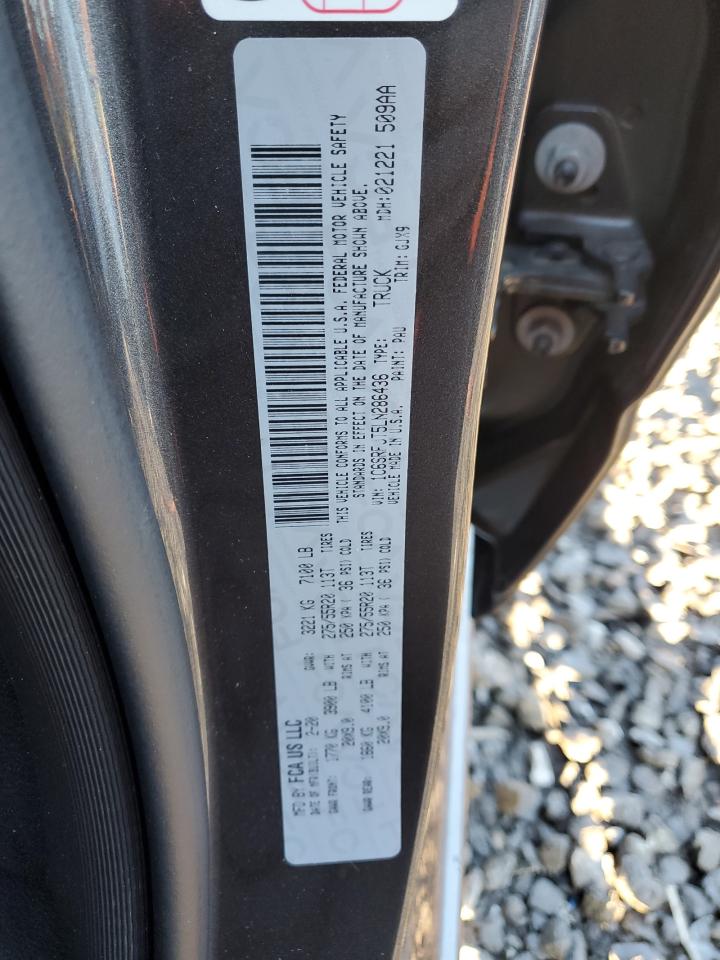 MFD BY FCA US LLC
DATE OF MFR(BUILT): 2-20 GVWR: 3221 KG 7100 LB
GAWR FRONT: 1770 KG 3900 LB WITH 275/55R20 113T TIRES
20X9.0 RIMS AT 250 KPA ( 36 PSI) COLD
GAWR REAR: 1860 KG 4100 LB WITH 275/55R20 113T TIRES
20X9.0 RIMS AT 250 KPA ( 36 PSI) COLD
THIS VEHICLE CONFORMS TO ALL APPLICABLE U.S.A. FEDERAL MOTOR VEHICLE SAFETY
STANDARDS IN EFFECT ON THE DATE OF MANUFACTURE SHOWN ABOVE.
VIN: 1C6SRFJT5LN286436 TYPE: TRUCK MDH:021221 509AA
VEHICLE MADE IN U.S.A. PAINT: PAU TRIM: GJX9